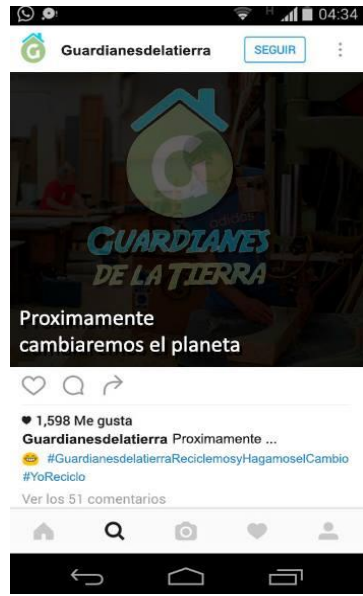 H 04:34
G Guardianesdelatierra SEGUIR
G
GUARDIANES
DE LA TIERRA
adidas
Proximamente
cambiaremos el planeta
1,598 Me gusta
Guardianesdelatierra Proximamente ...
#GuardianesdelatierraReciclemosyHagamoselCambio
#YoReciclo
Ver los 51 comentarios